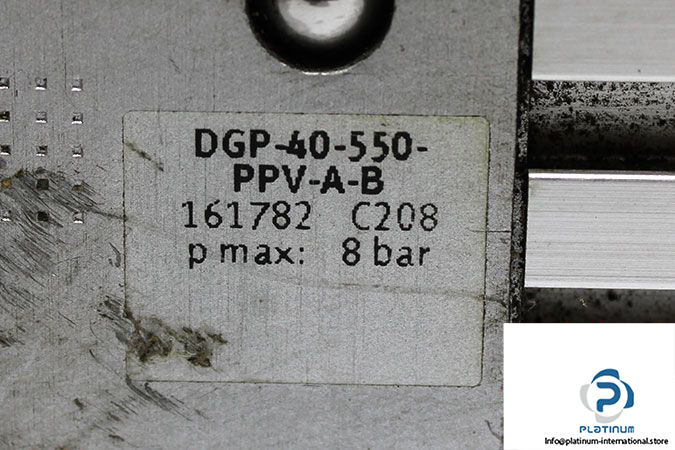 DGP-40-550-
PPV-A-B
161782 C208
p max: 8 bar
PLATINUM
Info@platinum-international.store